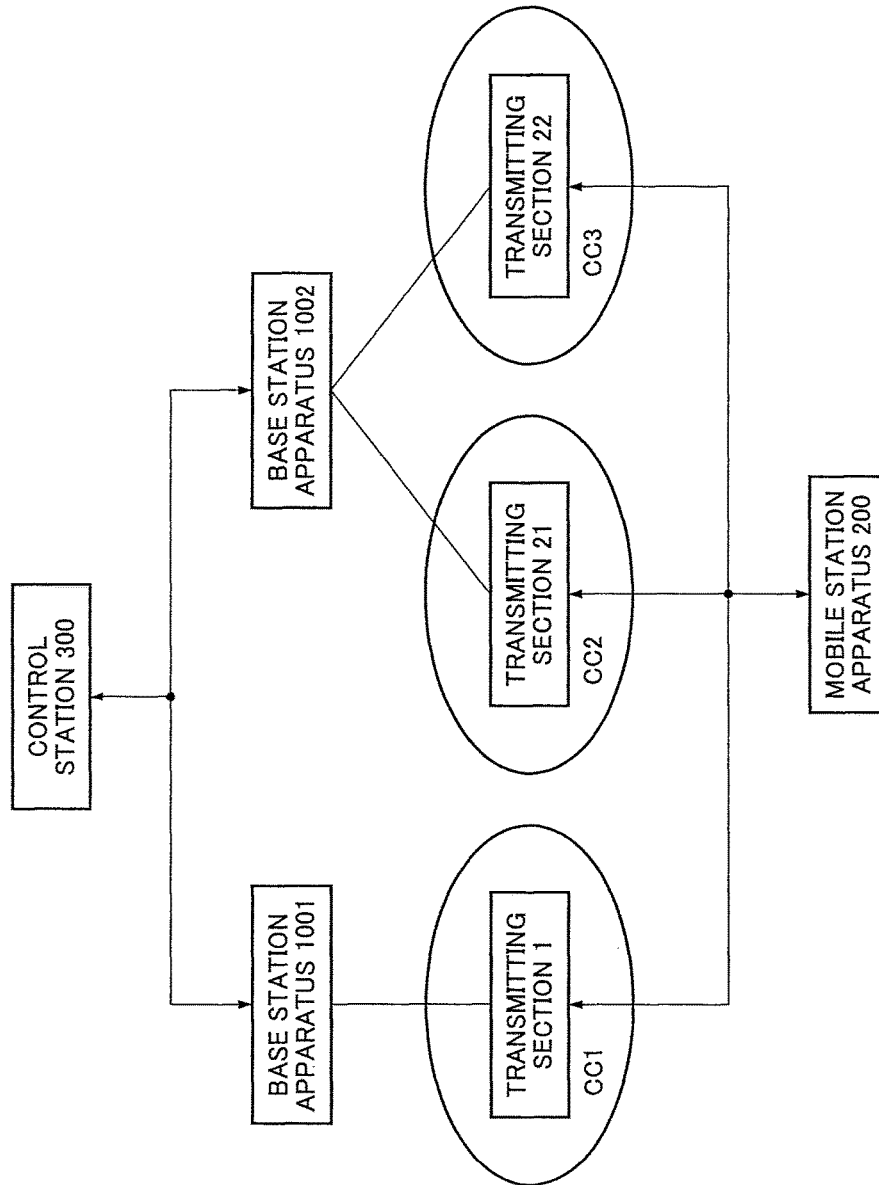 CONTROL
STATION 300
BASE STATION
APPARATUS 1001
BASE STATION
APPARATUS 1002
TRANSMITTING
SECTION 1
CC1
TRANSMITTING
SECTION 21
CC2
TRANSMITTING
SECTION 22
CC3
MOBILE STATION
APPARATUS 200